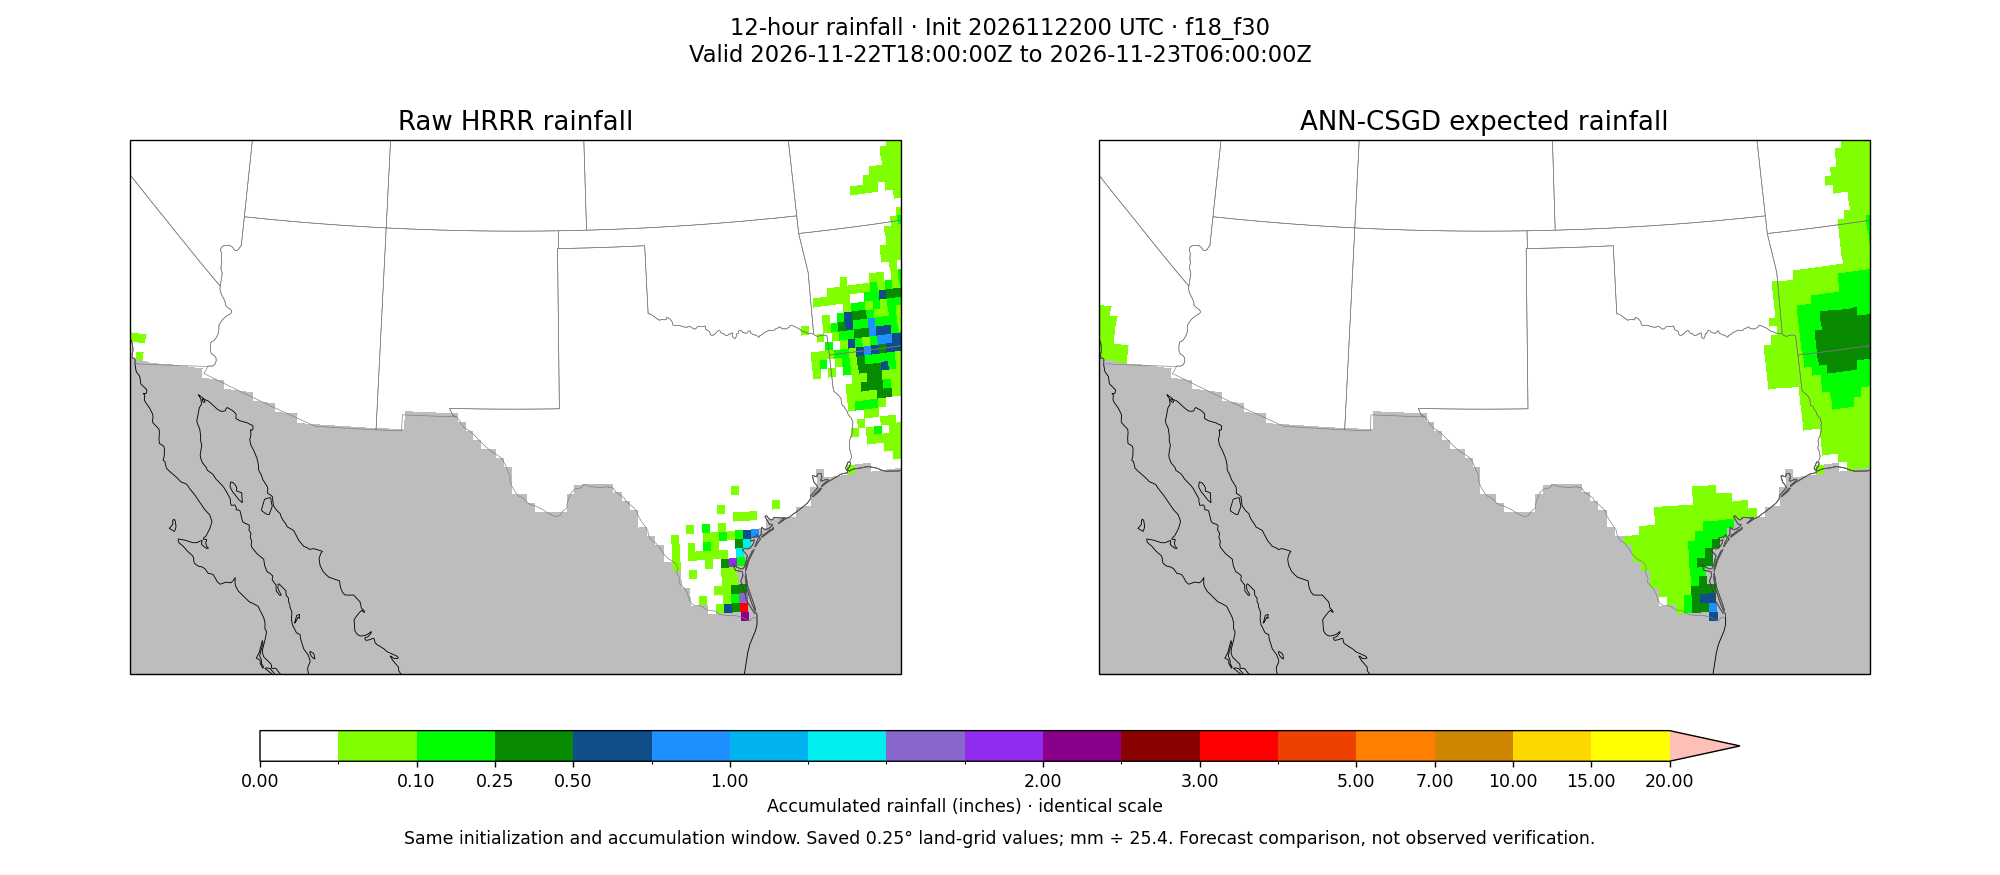 12-hour rainfall · Init 2026112200 UTC · f18_f30
Valid 2026-11-22T18:00:00Z to 2026-11-23T06:00:00Z
Raw HRRR rainfall
ANN-CSGD expected rainfall
0.00 0.10 0.25 0.50 1.00 2.00 3.00 5.00 7.00 10.00 15.00 20.00
Accumulated rainfall (inches) · identical scale
Same initialization and accumulation window. Saved 0.25° land-grid values; mm ÷ 25.4. Forecast comparison, not observed verification.